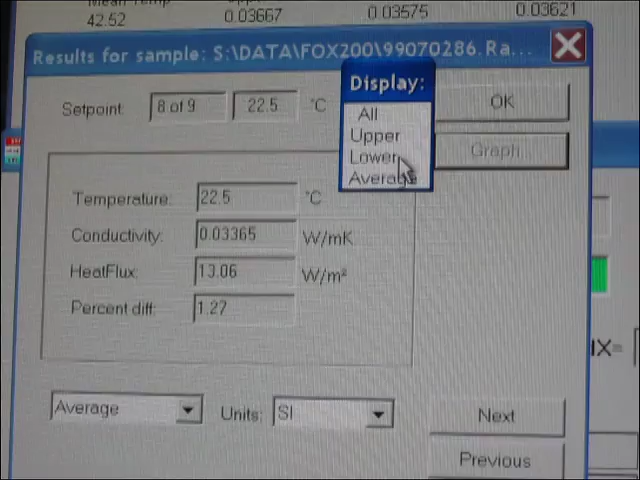 42.52 0.03667 0.03575 0.03621
Results for sample: S:\DATA\FOX200\99070286.Ra...
Display:
All
Upper
Lower
Average
Setpoint: 8 of 9 22.5 °C
OK
Graph
Temperature: 22.5 °C
Conductivity: 0.03365 W/mK
HeatFlux: 13.06 W/m²
Percent diff: 1.27
IX=
Average Units: SI
Next
Previous